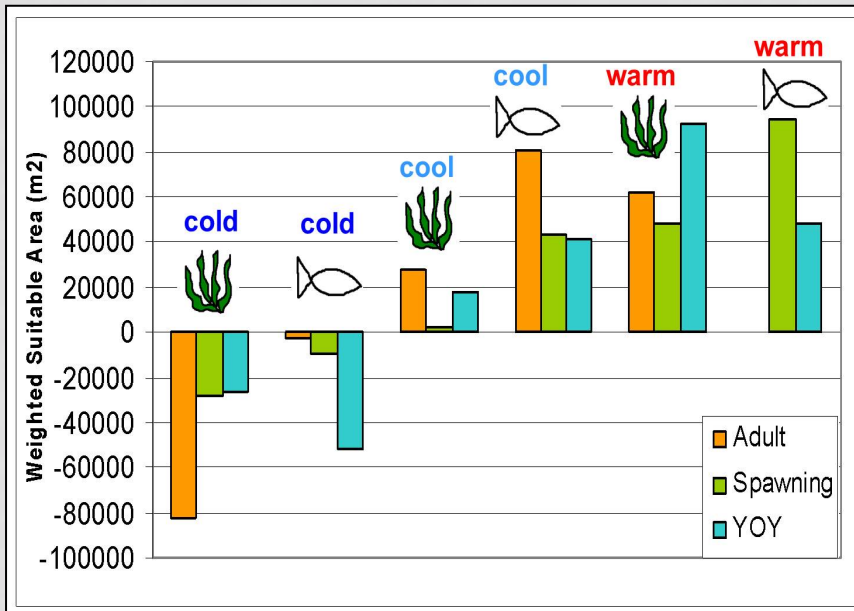 warm
cool
warm
cool
cold
cold
Weighted Suitable Area (m2)
120000
100000
80000
60000
40000
20000
0
-20000
-40000
-60000
-80000
-100000
Adult
Spawning
YOY